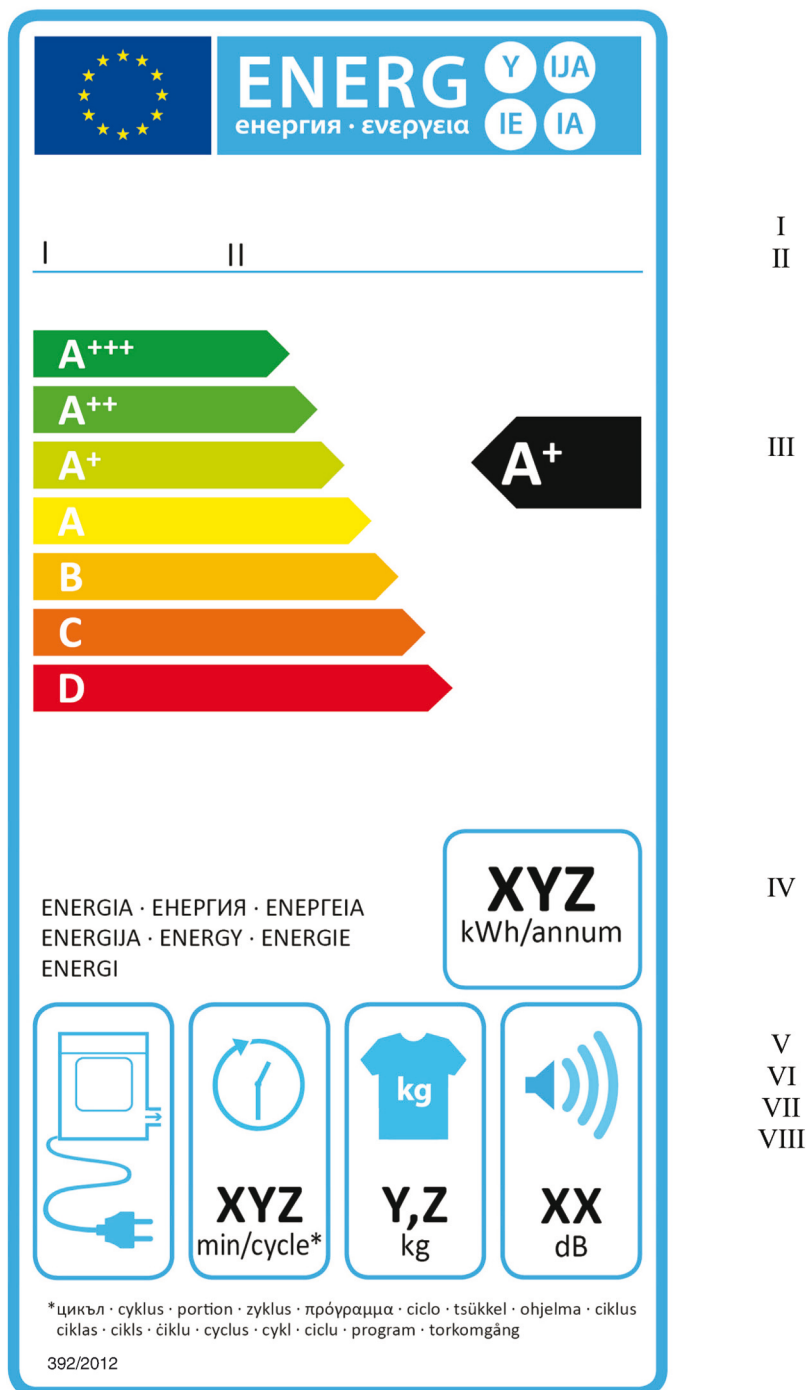 ENERG Y IJA
енергия · ενεργεια IE IA
I
I II
II
A+++
A++
A+ A+ III
A
B
C
D
XYZ IV
kWh/annum
ENERGIA · ЕНЕРГИЯ · ΕΝΕΡΓΕΙΑ
ENERGIJA · ENERGY · ENERGIE
ENERGI
V
VI
VII
VIII
kg
XYZ Y,Z XX
min/cycle* kg dB
*цикъл · cyklus · portion · zyklus · πρόγραμμα · ciclo · tsükkel · ohjelma · ciklus
ciklas · cikls · ċiklu · cyclus · cykl · ciclu · program · torkomgång
392/2012